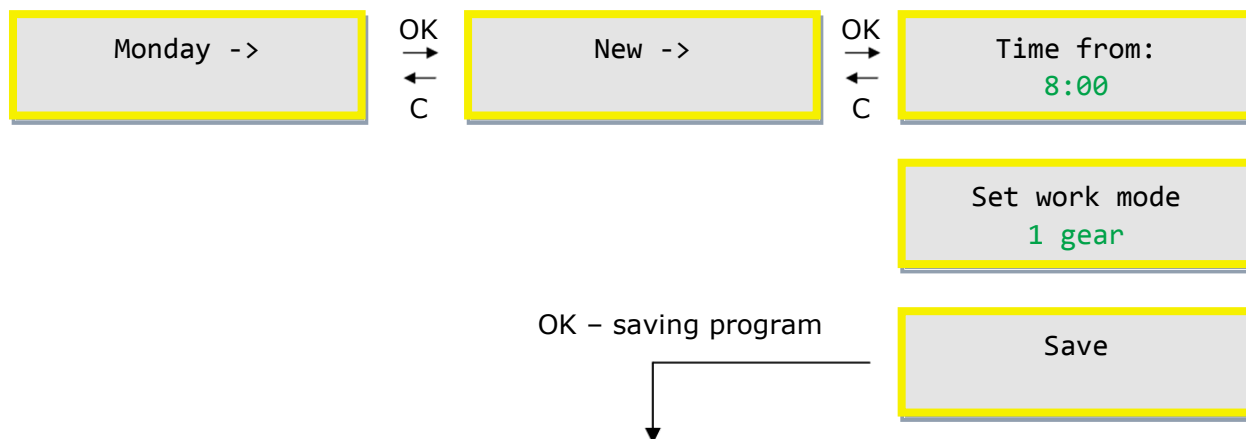 Monday ->
OK
C
New ->
OK
C
Time from:
8:00
Set work mode
1 gear
OK – saving program
Save